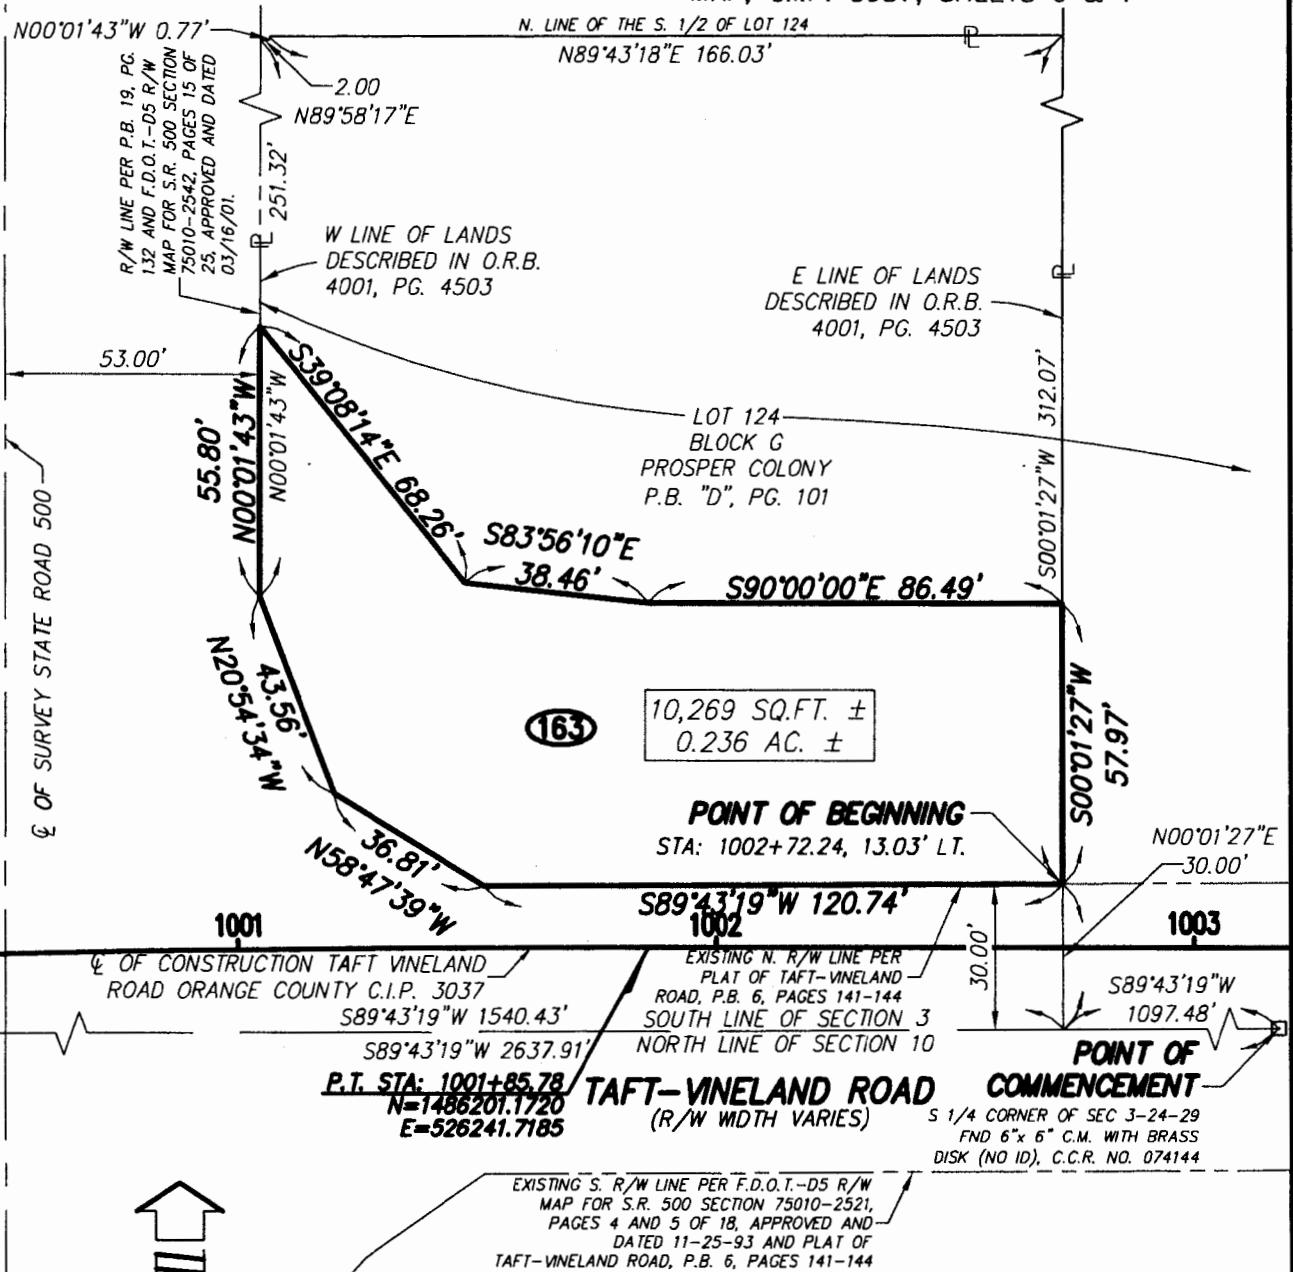 N00°01'43"W 0.77'
N. LINE OF THE S. 1/2 OF LOT 124
N89°43'18"E 166.03'
2.00
N89°58'17"E
R/W LINE PER P.B. 19, PG.
132 AND F.D.O.T.-D5 R/W
MAP FOR S.R. 500 SECTION
75010-2542, PAGES 15 OF
25, APPROVED AND DATED
03/16/01.
251.32'
W LINE OF LANDS
DESCRIBED IN O.R.B.
4001, PG. 4503
E LINE OF LANDS
DESCRIBED IN O.R.B.
4001, PG. 4503
53.00'
N00°01'43"W
55.80'
N00°01'43"W
S39°08'14"E 68.26'
LOT 124
BLOCK G
PROSPER COLONY
P.B. "D", PG. 101
S00°01'27"W 312.07'
S83°56'10"E
38.46'
S90°00'00"E 86.49'
℄ OF SURVEY STATE ROAD 500
43.56'
N20°54'34"W
163
10,269 SQ.FT. ±
0.236 AC. ±
S00°01'27"W
57.97'
POINT OF BEGINNING
STA: 1002+72.24, 13.03' LT.
36.81'
N58°47'39"W
N00°01'27"E
30.00'
S89°43'19"W 120.74'
1001
1002
1003
℄ OF CONSTRUCTION TAFT VINELAND
ROAD ORANGE COUNTY C.I.P. 3037
EXISTING N. R/W LINE PER
PLAT OF TAFT-VINELAND
ROAD, P.B. 6, PAGES 141-144
30.00'
S89°43'19"W
1097.48'
S89°43'19"W 1540.43'
SOUTH LINE OF SECTION 3
S89°43'19"W 2637.91'
NORTH LINE OF SECTION 10
P.T. STA: 1001+85.78
N=1486201.1720
E=526241.7185
TAFT-VINELAND ROAD
(R/W WIDTH VARIES)
POINT OF
COMMENCEMENT
S 1/4 CORNER OF SEC 3-24-29
FND 6"x 6" C.M. WITH BRASS
DISK (NO ID), C.C.R. NO. 074144
EXISTING S. R/W LINE PER F.D.O.T.-D5 R/W
MAP FOR S.R. 500 SECTION 75010-2521,
PAGES 4 AND 5 OF 18, APPROVED AND
DATED 11-25-93 AND PLAT OF
TAFT-VINELAND ROAD, P.B. 6, PAGES 141-144